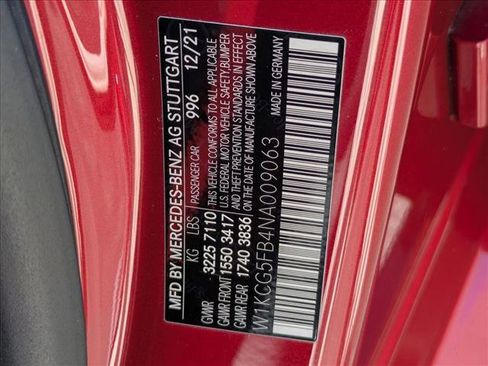 MFD BY MERCEDES-BENZ AG STUTTGART
PASSENGER CAR 996 12/21
KG LBS
GVWR 3225 7110
GAWR FRONT 1550 3417
GAWR REAR 1740 3836
THIS VEHICLE CONFORMS TO ALL APPLICABLE
U.S. FEDERAL MOTOR VEHICLE SAFETY, BUMPER
AND THEFT PREVENTION STANDARDS IN EFFECT
ON THE DATE OF MANUFACTURE SHOWN ABOVE
W1KCG5FB4NA009063
MADE IN GERMANY